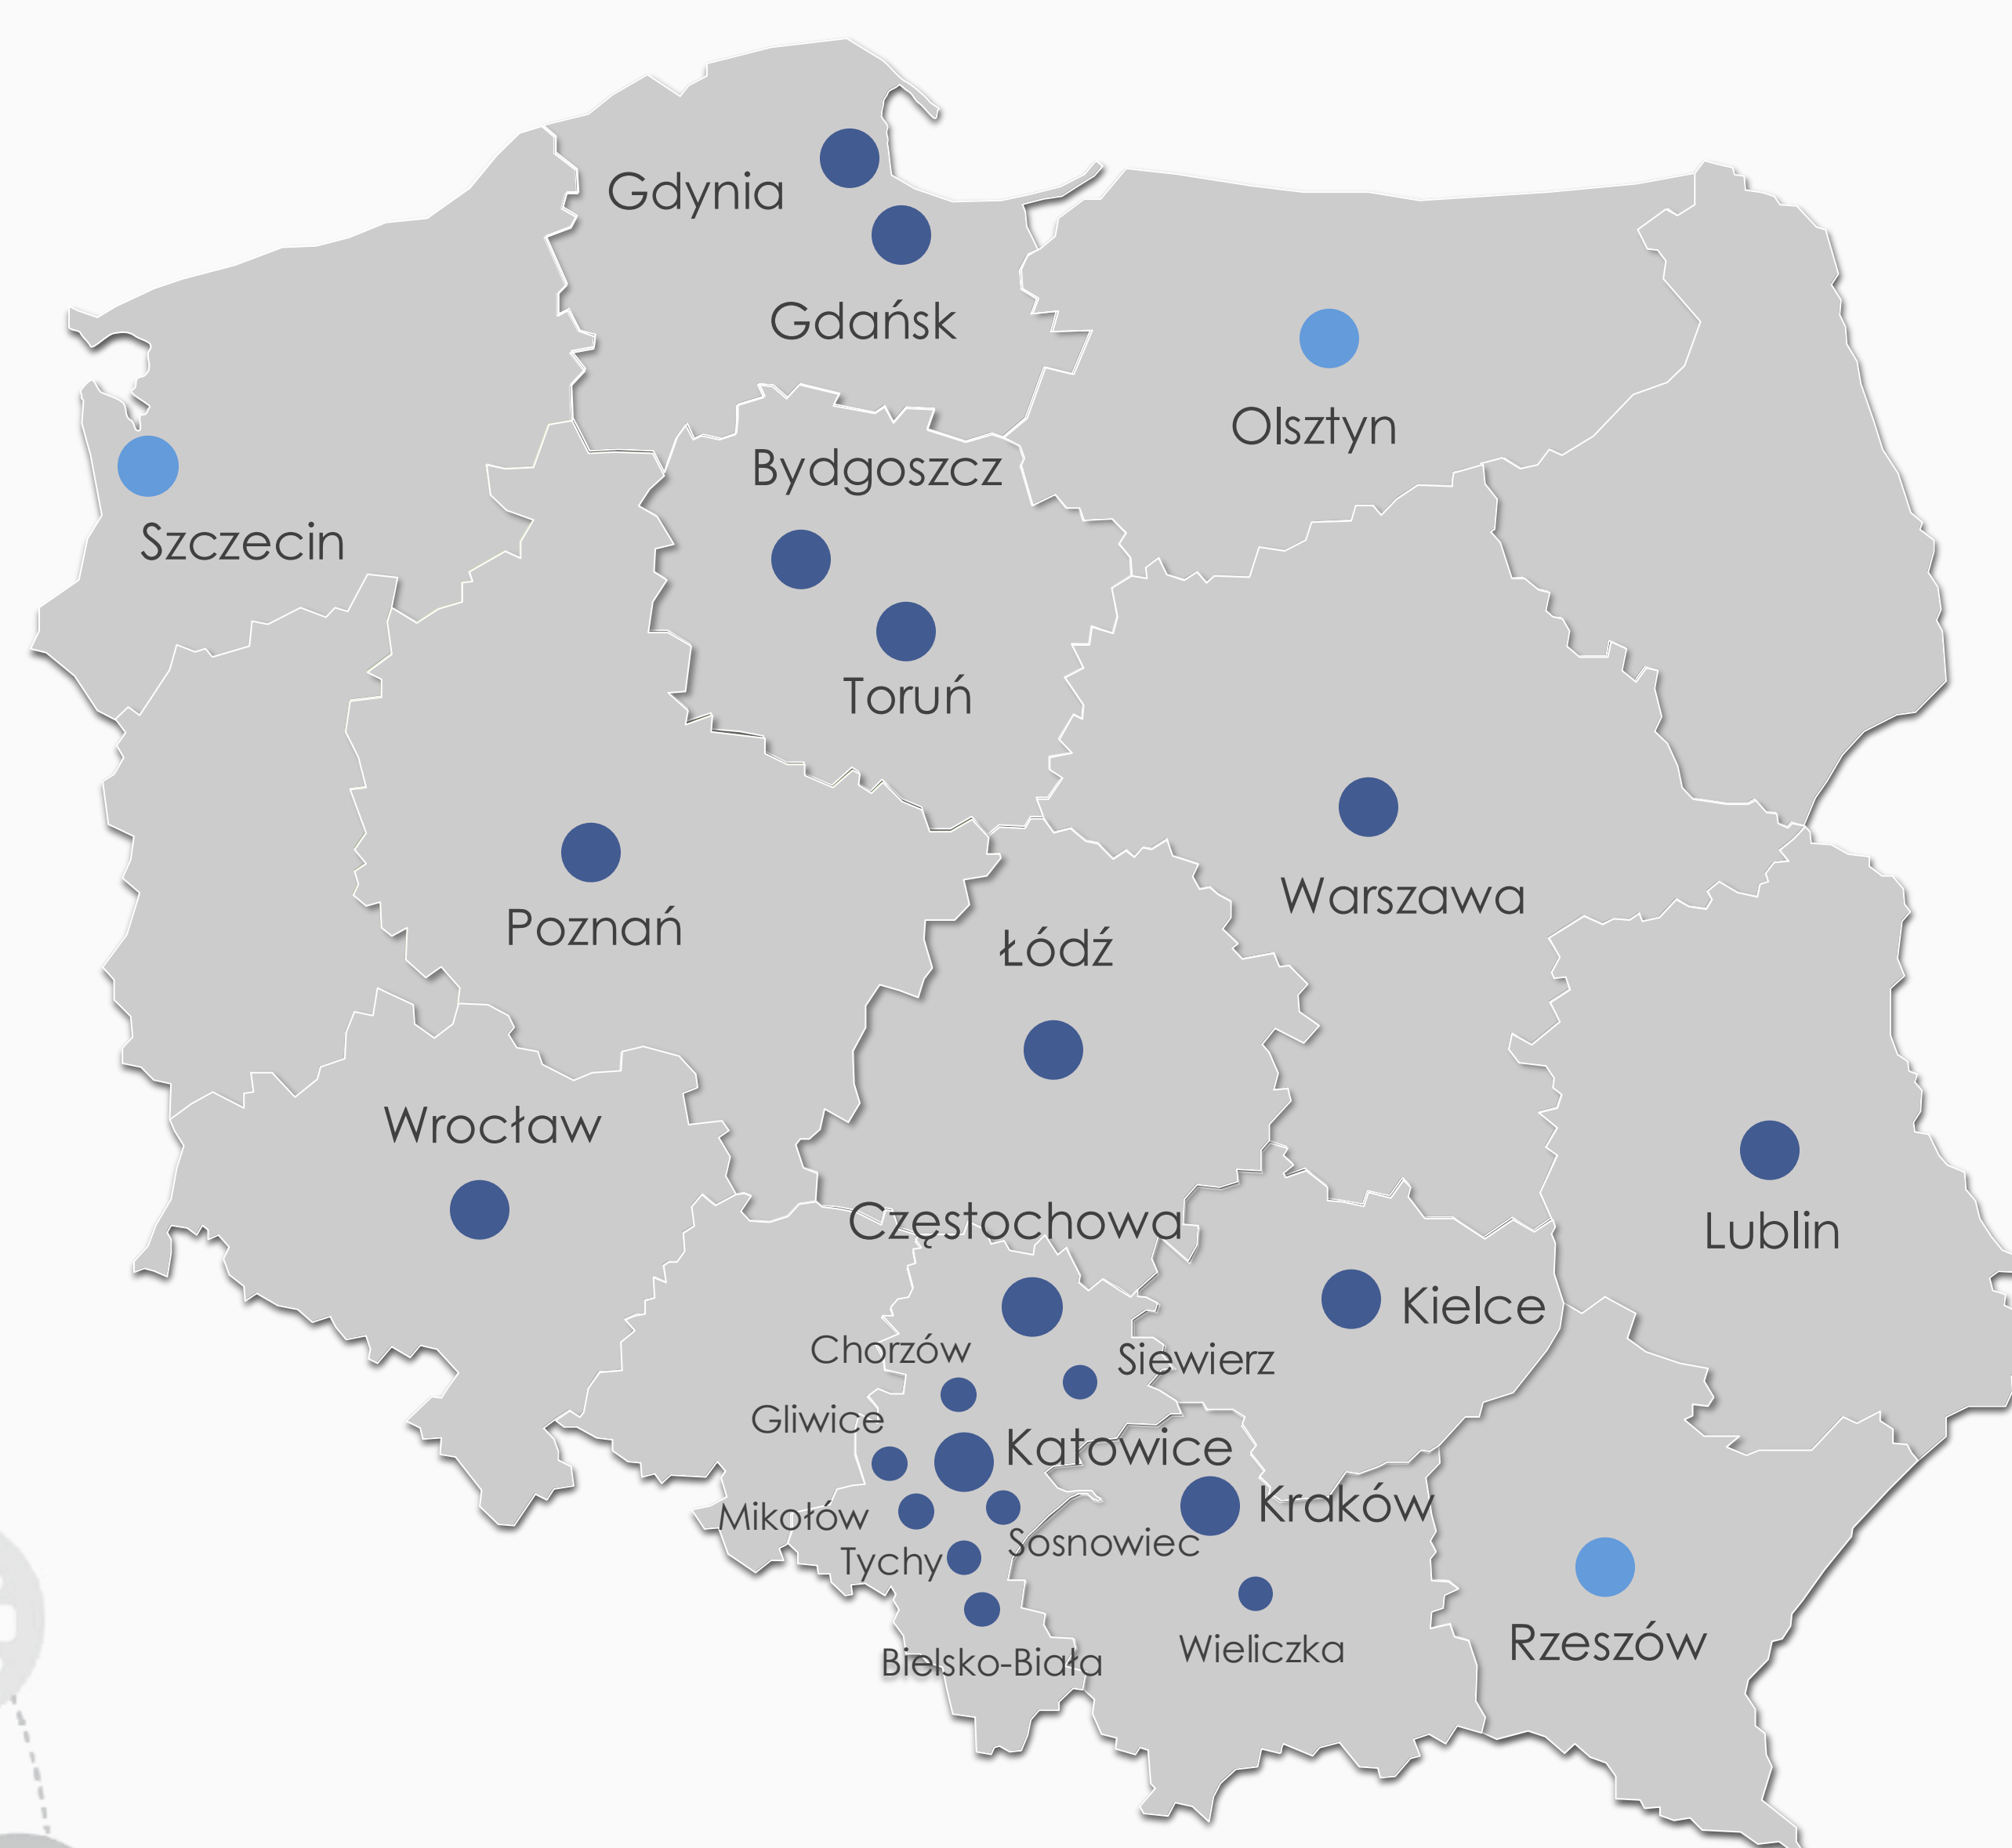 Gdynia
Gdańsk
Olsztyn
Bydgoszcz
Szczecin
Toruń
Warszawa
Poznań
Łódź
Wrocław
Częstochowa
Lublin
Kielce
Chorzów
Siewierz
Gliwice
Katowice
Kraków
Mikołów
Sosnowiec
Tychy
Rzeszów
Wieliczka
Bielsko-Biała